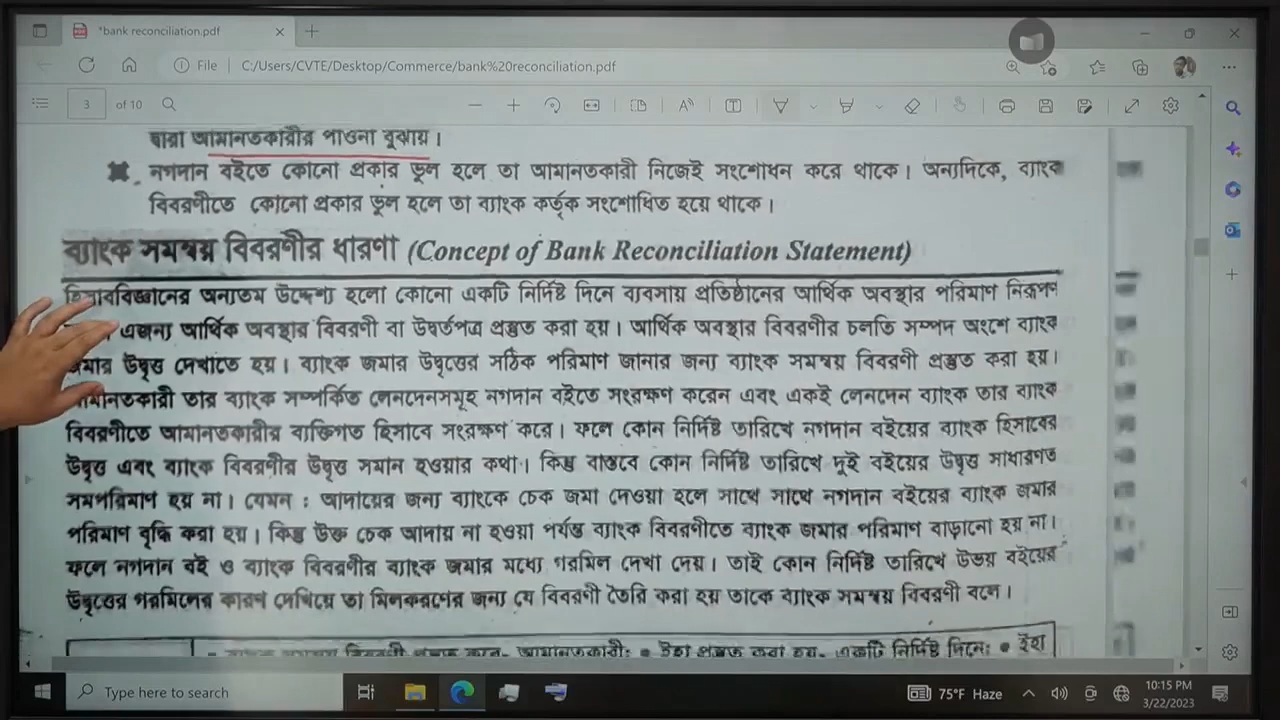 *bank reconciliation.pdf
File C:/Users/CVTE/Desktop/Commerce/bank%20reconciliation.pdf
3 of 10
দ্বারা আমানতকারীর পাওনা বুঝায়।
নগদান বইতে কোনো প্রকার ভুল হলে তা আমানতকারী নিজেই সংশোধন করে থাকে। অন্যদিকে, ব্যাংক
বিবরণীতে কোনো প্রকার ভুল হলে তা ব্যাংক কর্তৃক সংশোধিত হয়ে থাকে।
ব্যাংক সমন্বয় বিবরণীর ধারণা (Concept of Bank Reconciliation Statement)
হিসাববিজ্ঞানের অন্যতম উদ্দেশ্য হলো কোনো একটি নির্দিষ্ট দিনে ব্যবসায় প্রতিষ্ঠানের আর্থিক অবস্থার পরিমাণ নিরূপণ
এজন্য আর্থিক অবস্থার বিবরণী বা উদ্বর্তপত্র প্রস্তুত করা হয়। আর্থিক অবস্থার বিবরণীর চলতি সম্পদ অংশে ব্যাংক
জমার উদ্বৃত্ত দেখাতে হয়। ব্যাংক জমার উদ্বৃত্তের সঠিক পরিমাণ জানার জন্য ব্যাংক সমন্বয় বিবরণী প্রস্তুত করা হয়।
আমানতকারী তার ব্যাংক সম্পর্কিত লেনদেনসমূহ নগদান বইতে সংরক্ষণ করেন এবং একই লেনদেন ব্যাংক তার ব্যাংক
বিবরণীতে আমানতকারীর ব্যক্তিগত হিসাবে সংরক্ষণ করে। ফলে কোন নির্দিষ্ট তারিখে নগদান বইয়ের ব্যাংক হিসাবের
উদ্বৃত্ত এবং ব্যাংক বিবরণীর উদ্বৃত্ত সমান হওয়ার কথা। কিন্তু বাস্তবে কোন নির্দিষ্ট তারিখে দুই বইয়ের উদ্বৃত্ত সাধারণত
সমপরিমাণ হয় না। যেমন : আদায়ের জন্য ব্যাংকে চেক জমা দেওয়া হলে সাথে সাথে নগদান বইয়ের ব্যাংক জমার
পরিমাণ বৃদ্ধি করা হয়। কিন্তু উক্ত চেক আদায় না হওয়া পর্যন্ত ব্যাংক বিবরণীতে ব্যাংক জমার পরিমাণ বাড়ানো হয় না।
ফলে নগদান বই ও ব্যাংক বিবরণীর ব্যাংক জমার মধ্যে গরমিল দেখা দেয়। তাই কোন নির্দিষ্ট তারিখে উভয় বইয়ের
উদ্বৃত্তের গরমিলের কারণ দেখিয়ে তা মিলকরণের জন্য যে বিবরণী তৈরি করা হয় তাকে ব্যাংক সমন্বয় বিবরণী বলে।
একটি নির্দিষ্ট দিনে; • ইহা
Type here to search
75°F Haze
10:15 PM
3/22/2023